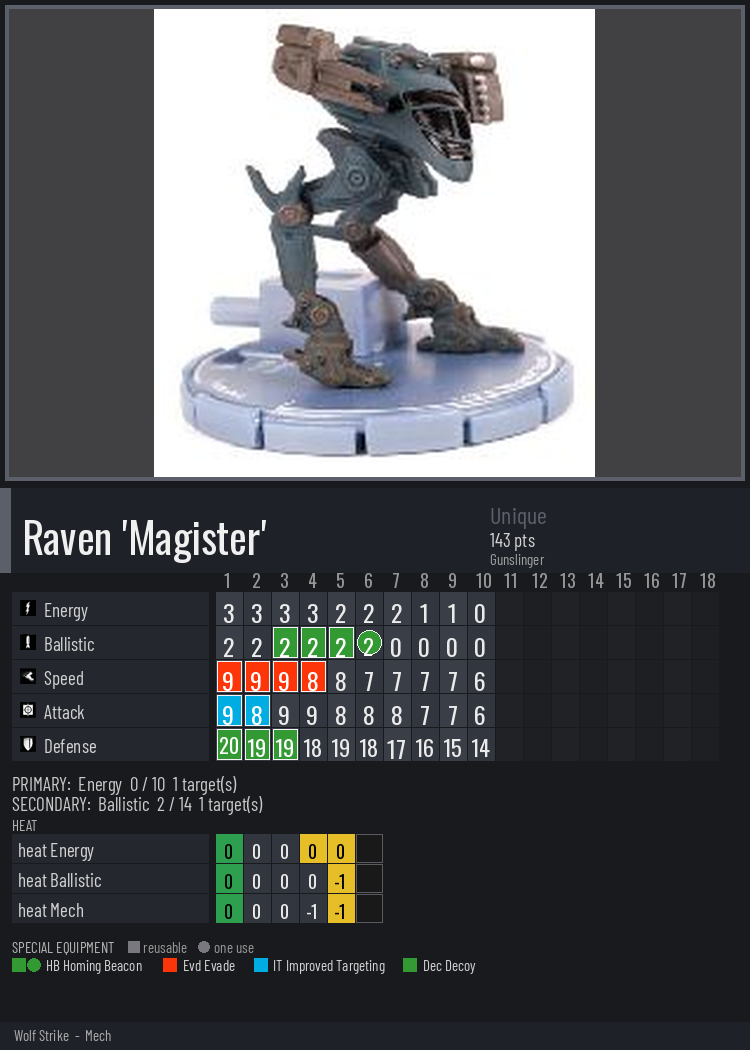 Raven 'Magister'
Unique
143 pts
Gunslinger
1 2 3 4 5 6 7 8 9 10 11 12 13 14 15 16 17 18
Energy 3 3 3 3 2 2 2 1 1 0
Ballistic 2 2 2 2 2 2 0 0 0 0
Speed 9 9 9 8 8 7 7 7 7 6
Attack 9 8 9 9 8 8 8 7 7 6
Defense 20 19 19 18 19 18 17 16 15 14
PRIMARY: Energy 0 / 10 1 target(s)
SECONDARY: Ballistic 2 / 14 1 target(s)
HEAT
heat Energy 0 0 0 0 0
heat Ballistic 0 0 0 0 -1
heat Mech 0 0 0 -1 -1
SPECIAL EQUIPMENT reusable one use
HB Homing Beacon Evd Evade IT Improved Targeting Dec Decoy
Wolf Strike - Mech